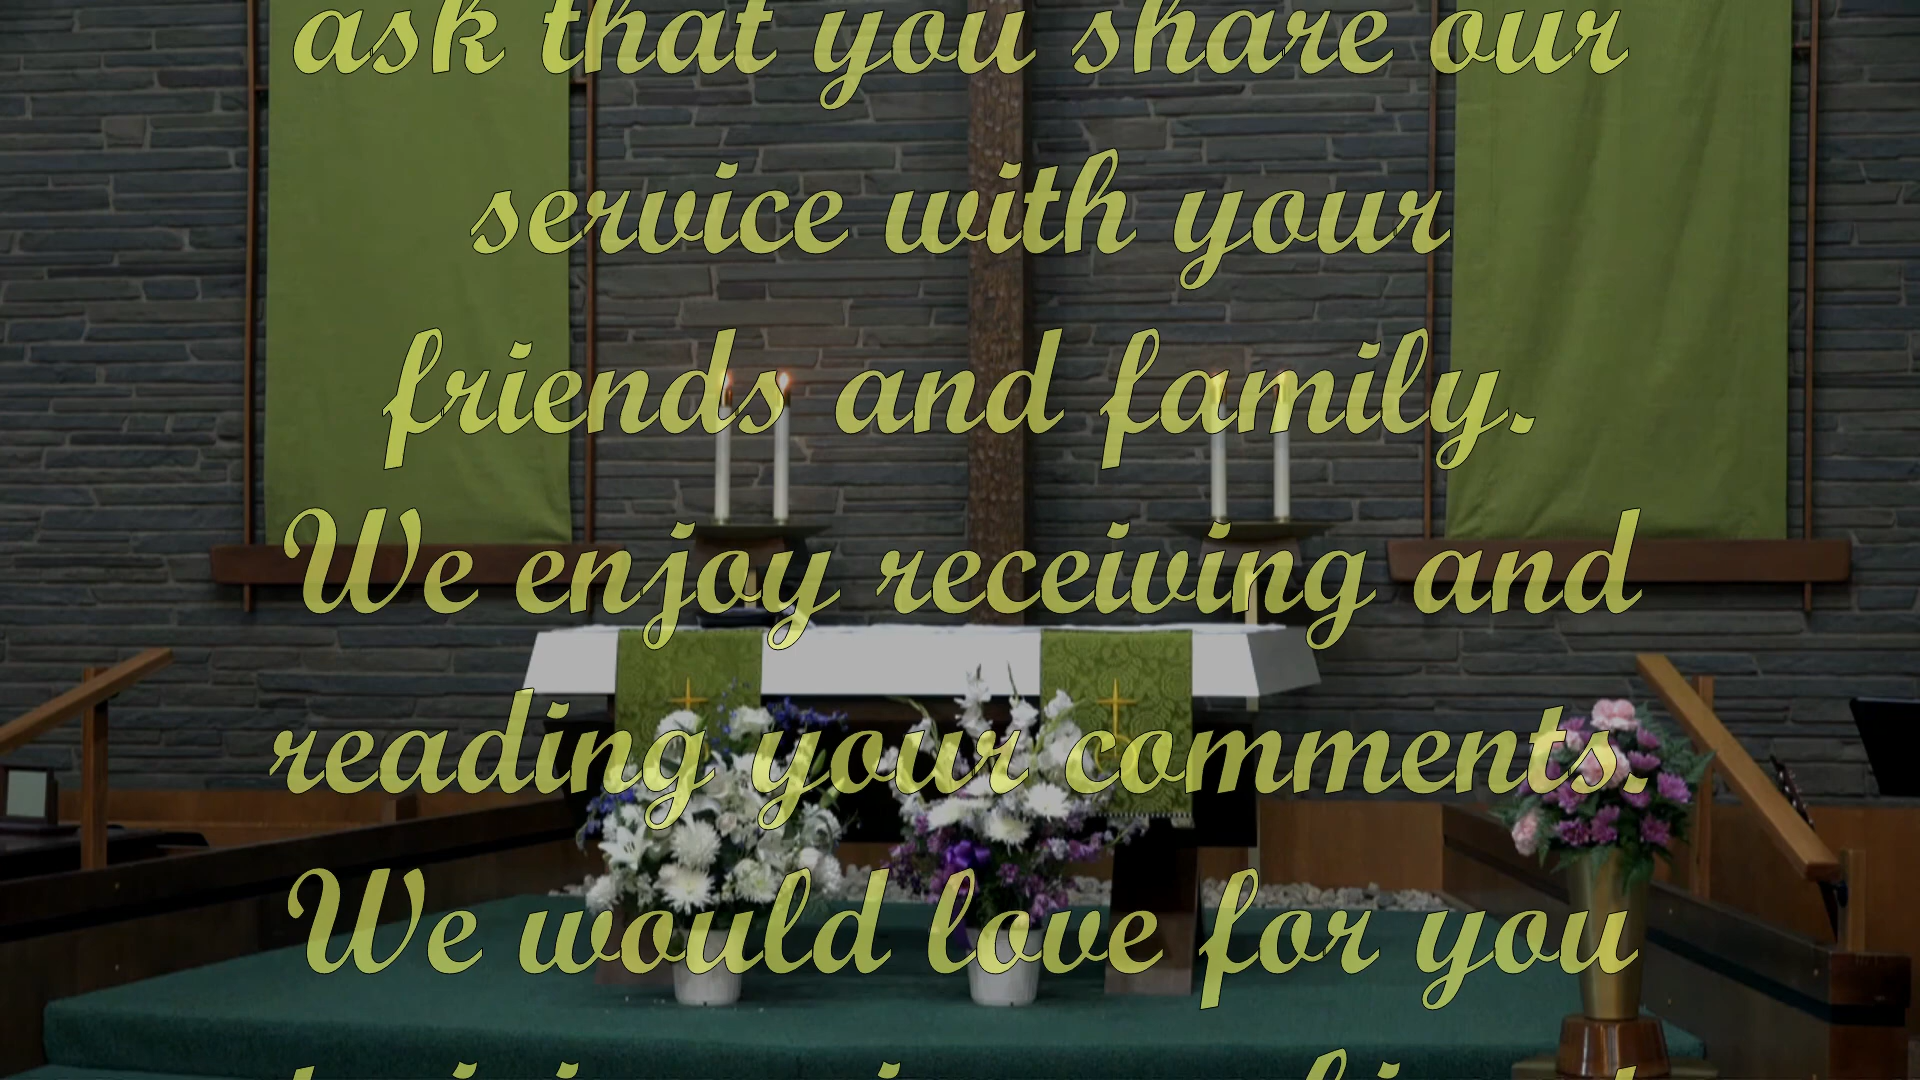 ask that you share our
service with your
friends and family.
We enjoy receiving and
reading your comments.
We would love for you